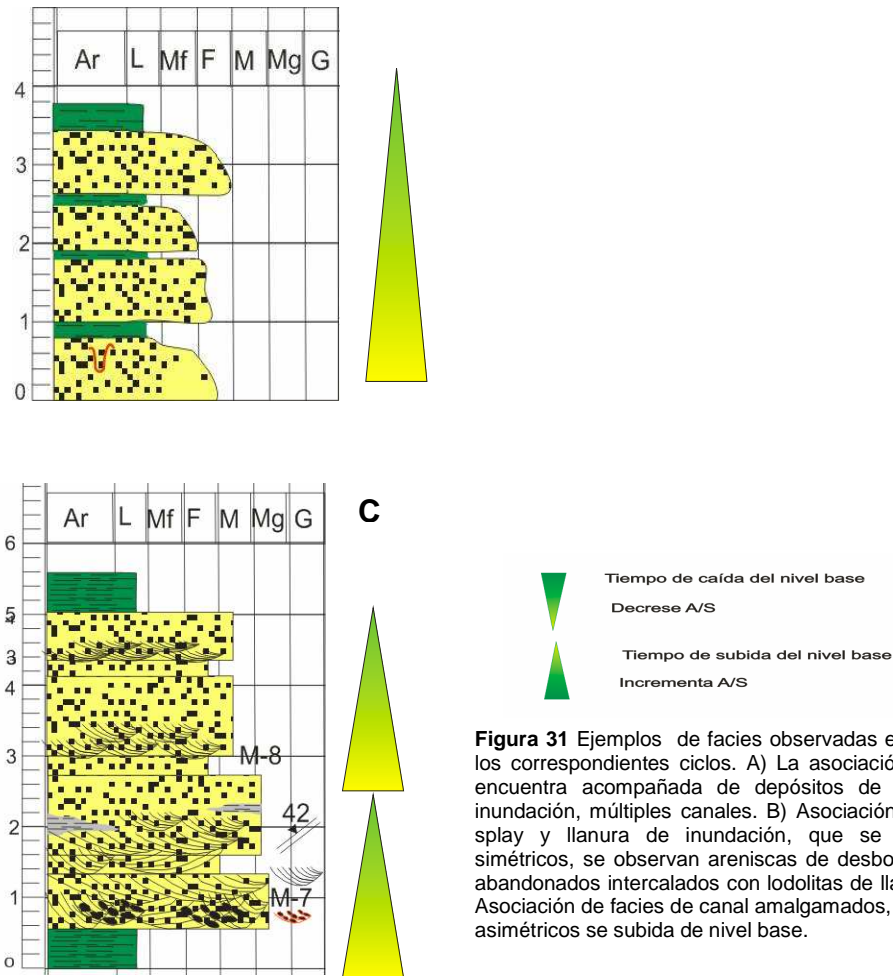 Ar L Mf F M Mg G
4
3
2
1
0
C
Ar L Mf F M Mg G
6
5
4
3
4
3
M-8
42
2
M-7
1
0
Tiempo de caída del nivel base
Decrese A/S
Tiempo de subida del nivel base
Incrementa A/S
Figura 31 Ejemplos de facies observadas e
los correspondientes ciclos. A) La asociació
encuentra acompañada de depósitos de
inundación, múltiples canales. B) Asociación
splay y llanura de inundación, que se
simétricos, se observan areniscas de desbo
abandonados intercalados con lodolitas de lla
Asociación de facies de canal amalgamados,
asimétricos se subida de nivel base.